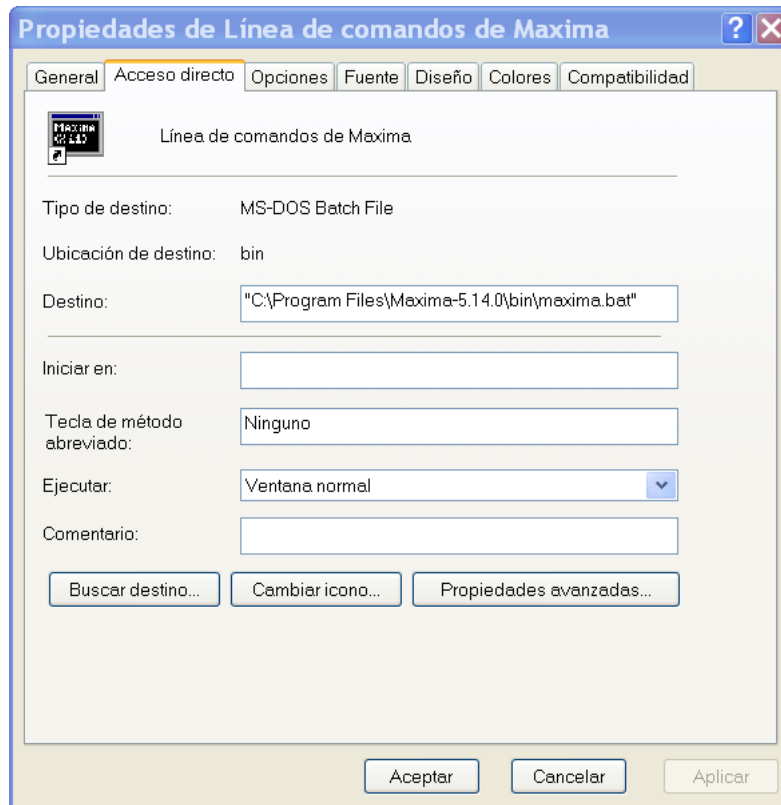 Propiedades de Línea de comandos de Maxima ? X
General Acceso directo Opciones Fuente Diseño Colores Compatibilidad
Maxima
Línea de comandos de Maxima
Tipo de destino: MS-DOS Batch File
Ubicación de destino: bin
Destino: "C:\Program Files\Maxima-5.14.0\bin\maxima.bat"
Iniciar en:
Tecla de método
abreviado:
Ninguno
Ejecutar: Ventana normal
Comentario:
Buscar destino... Cambiar icono... Propiedades avanzadas...
Aceptar Cancelar Aplicar